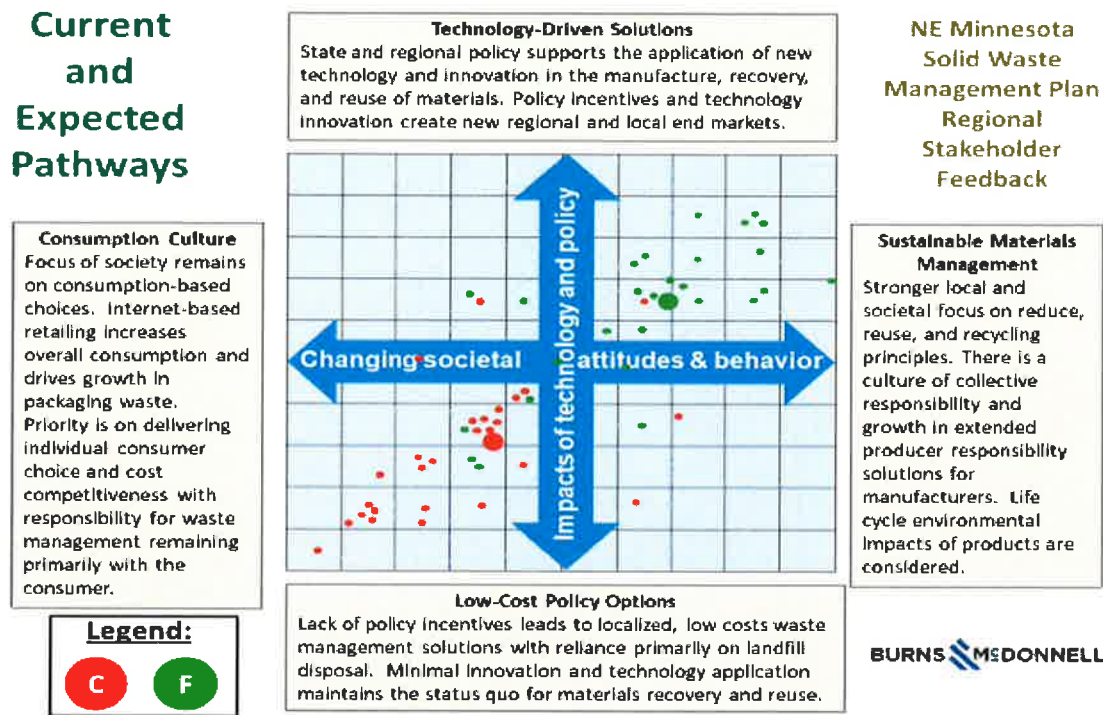 Current
and
Expected
Pathways
Technology-Driven Solutions
State and regional policy supports the application of new
technology and innovation in the manufacture, recovery,
and reuse of materials. Policy incentives and technology
innovation create new regional and local end markets.
NE Minnesota
Solid Waste
Management Plan
Regional
Stakeholder
Feedback
Consumption Culture
Focus of society remains
on consumption-based
choices. Internet-based
retailing increases
overall consumption and
drives growth in
packaging waste.
Priority is on delivering
individual consumer
choice and cost
competitiveness with
responsibility for waste
management remaining
primarily with the
consumer.
Impacts of technology and policy
Changing societal attitudes & behavior
Sustainable Materials
Management
Stronger local and
societal focus on reduce,
reuse, and recycling
principles. There is a
culture of collective
responsibility and
growth in extended
producer responsibility
solutions for
manufacturers. Life
cycle environmental
impacts of products are
considered.
Legend:
C F
Low-Cost Policy Options
Lack of policy incentives leads to localized, low costs waste
management solutions with reliance primarily on landfill
disposal. Minimal innovation and technology application
maintains the status quo for materials recovery and reuse.
BURNS McDONNELL